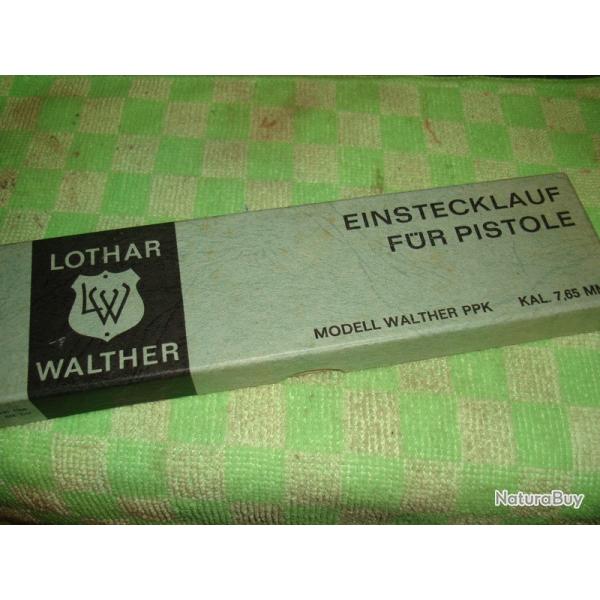 LOTHAR
LW
WALTHER
EINSTECKLAUF
FÜR PISTOLE
MODELL WALTHER PPK KAL. 7,65 MM
NaturaBuy